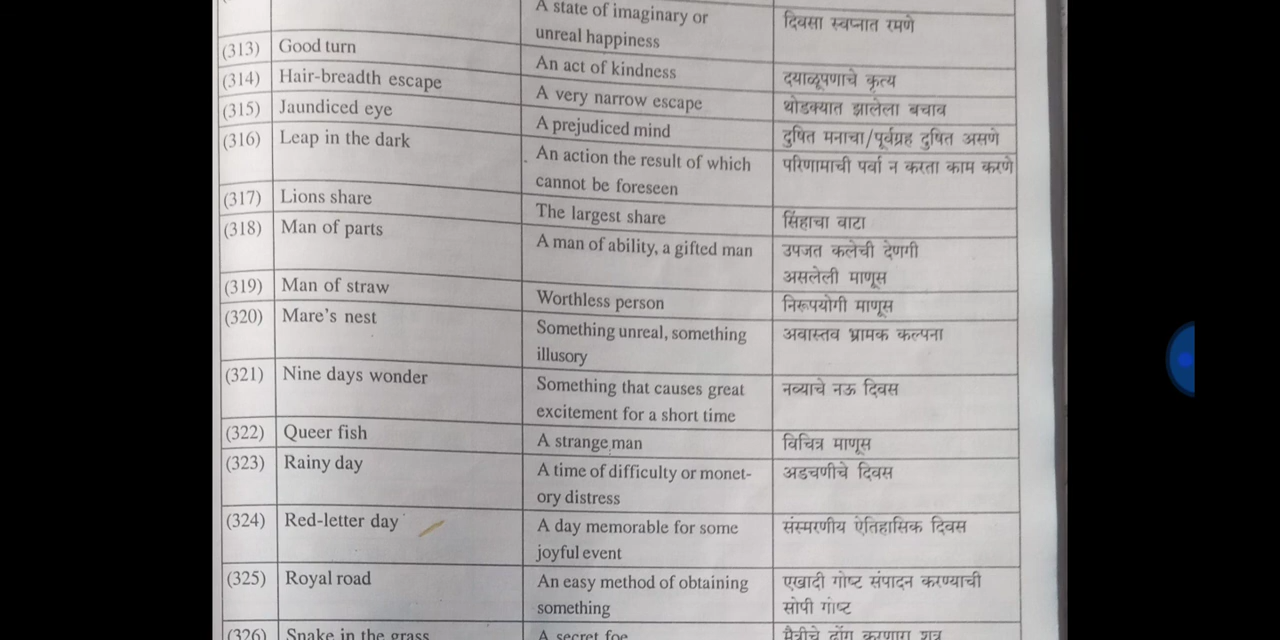 A state of imaginary or
unreal happiness
दिवसा स्वप्नात रमणे
(313) Good turn
An act of kindness
दयाळूपणाचे कृत्य
(314) Hair-breadth escape
A very narrow escape
थोडक्यात झालेला बचाव
(315) Jaundiced eye
A prejudiced mind
दुषित मनाचा/पूर्वग्रह दुषित असणे
(316) Leap in the dark
An action the result of which
cannot be foreseen
परिणामाची पर्वा न करता काम करणे
(317) Lions share
The largest share
सिंहाचा वाटा
(318) Man of parts
A man of ability, a gifted man
उपजत कलेची देणगी
असलेली माणूस
(319) Man of straw
Worthless person
निरूपयोगी माणूस
(320) Mare's nest
Something unreal, something
illusory
अवास्तव भ्रामक कल्पना
(321) Nine days wonder
Something that causes great
excitement for a short time
नव्याचे नऊ दिवस
(322) Queer fish
A strange man
विचित्र माणूस
(323) Rainy day
A time of difficulty or monet-
ory distress
अडचणीचे दिवस
(324) Red-letter day
A day memorable for some
joyful event
संस्मरणीय ऐतिहासिक दिवस
(325) Royal road
An easy method of obtaining
something
एखादी गोष्ट संपादन करण्याची
सोपी गोष्ट
(326) Snake in the grass
A secret foe
मैत्रीचे ढोंग करणारा शत्रू